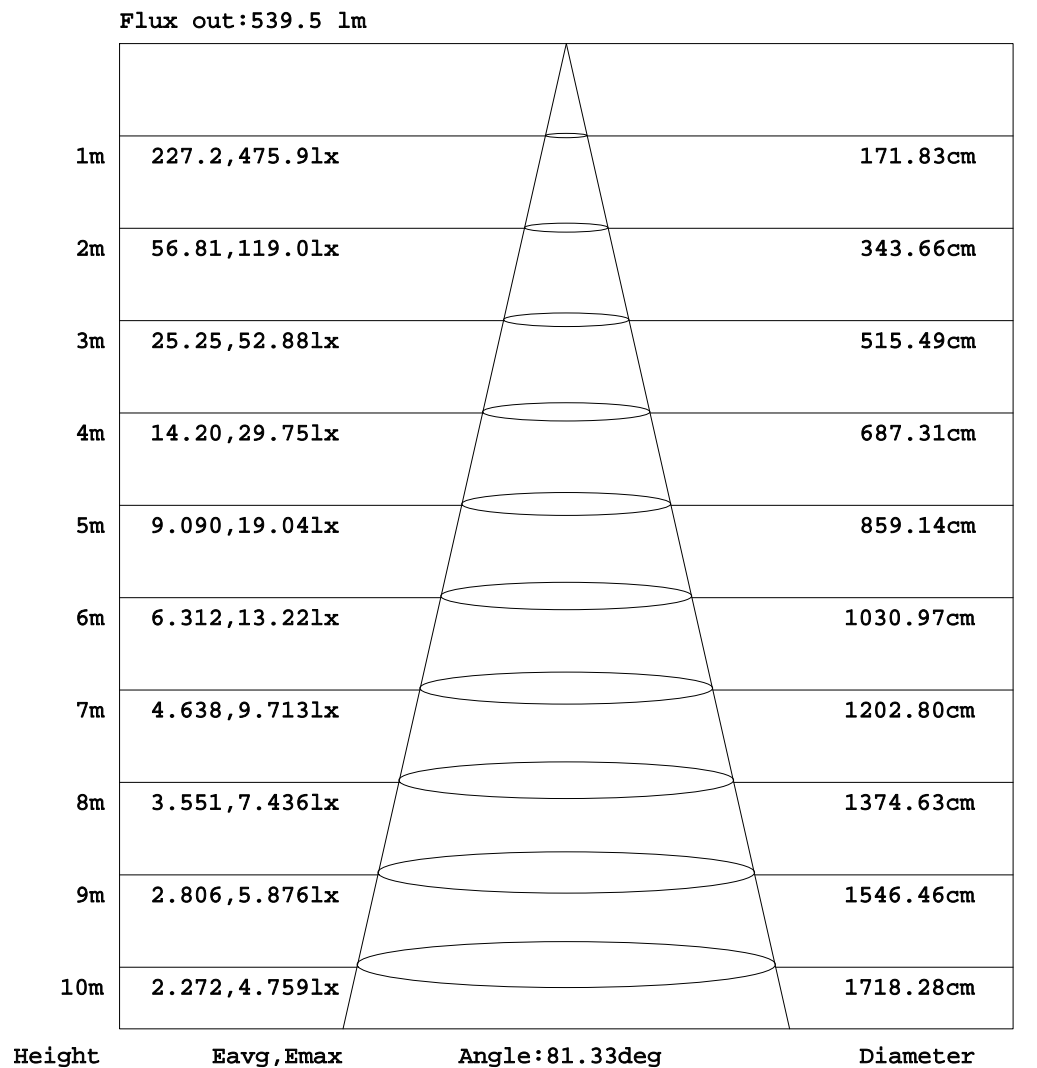 Flux out:539.5 lm
1m 227.2,475.9lx 171.83cm
2m 56.81,119.0lx 343.66cm
3m 25.25,52.88lx 515.49cm
4m 14.20,29.75lx 687.31cm
5m 9.090,19.04lx 859.14cm
6m 6.312,13.22lx 1030.97cm
7m 4.638,9.713lx 1202.80cm
8m 3.551,7.436lx 1374.63cm
9m 2.806,5.876lx 1546.46cm
10m 2.272,4.759lx 1718.28cm
Height Eavg,Emax Angle:81.33deg Diameter